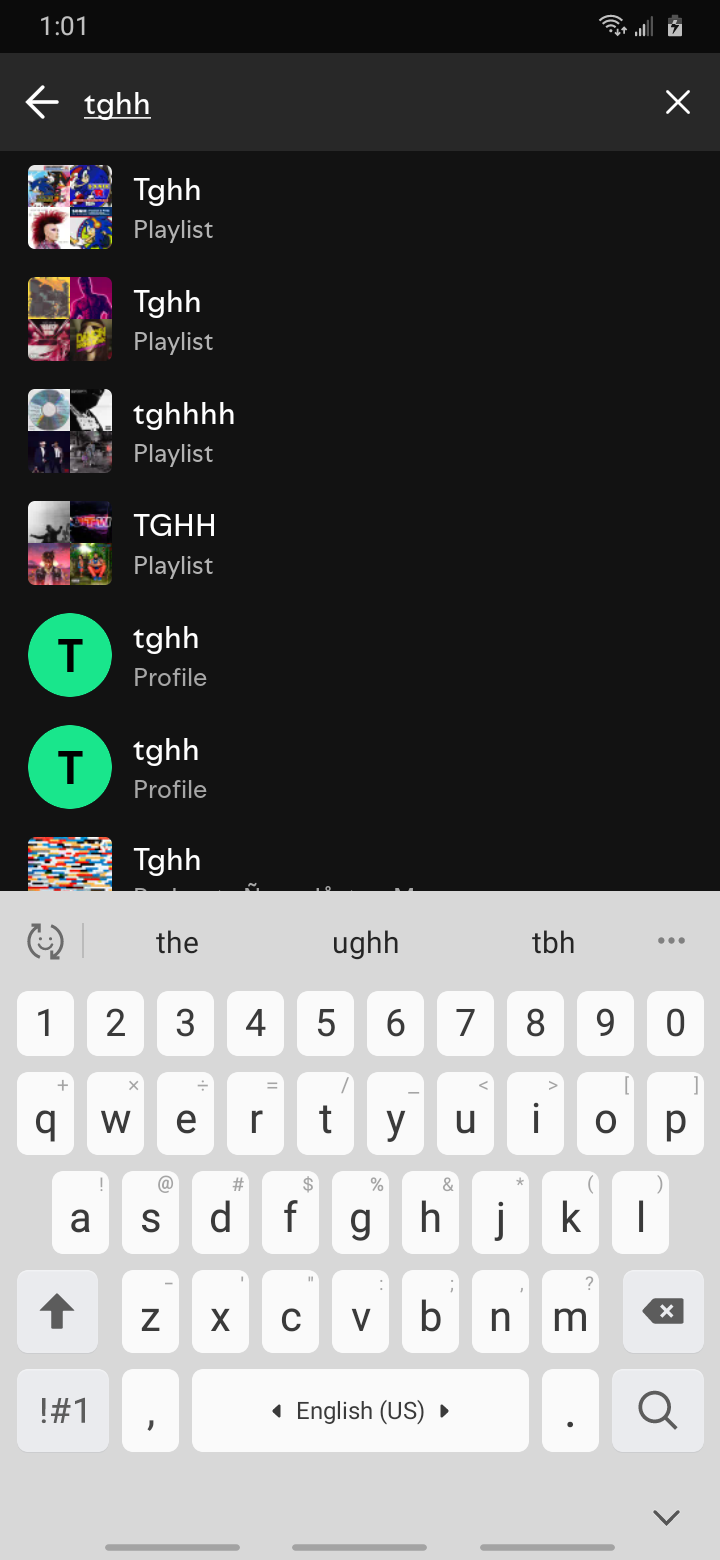 1:01
tghh
Tghh
Playlist
Tghh
Playlist
tghhhh
Playlist
TGHH
Playlist
T
tghh
Profile
T
tghh
Profile
Tghh
the
ughh
tbh
1 2 3 4 5 6 7 8 9 0
+ × ÷ = / _ < > [ ]
q w e r t y u i o p
! @ # $ % & * ( )
a s d f g h j k l
- ' " : ; , ?
z x c v b n m
!#1 , English (US) .